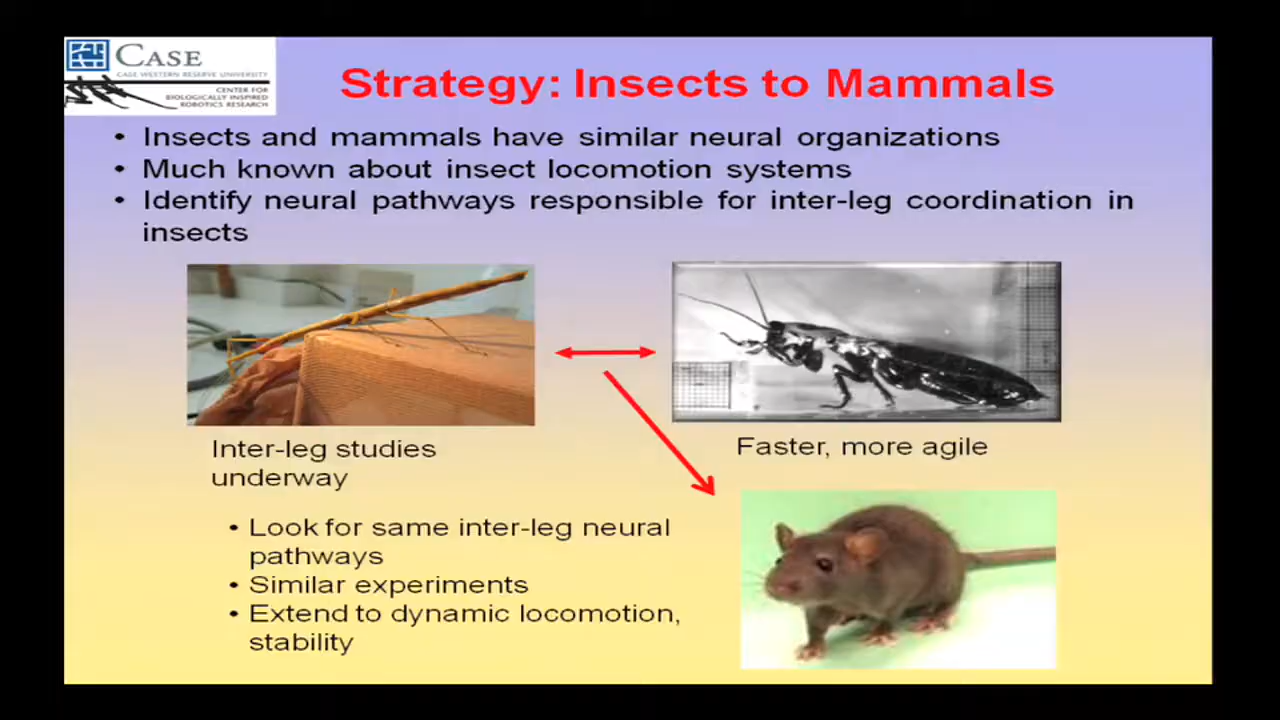 CASE
CASE WESTERN RESERVE UNIVERSITY
CENTER FOR
BIOLOGICALLY INSPIRED
ROBOTICS RESEARCH
Strategy: Insects to Mammals
• Insects and mammals have similar neural organizations
• Much known about insect locomotion systems
• Identify neural pathways responsible for inter-leg coordination in
insects
Inter-leg studies
underway
Faster, more agile
• Look for same inter-leg neural
pathways
• Similar experiments
• Extend to dynamic locomotion,
stability